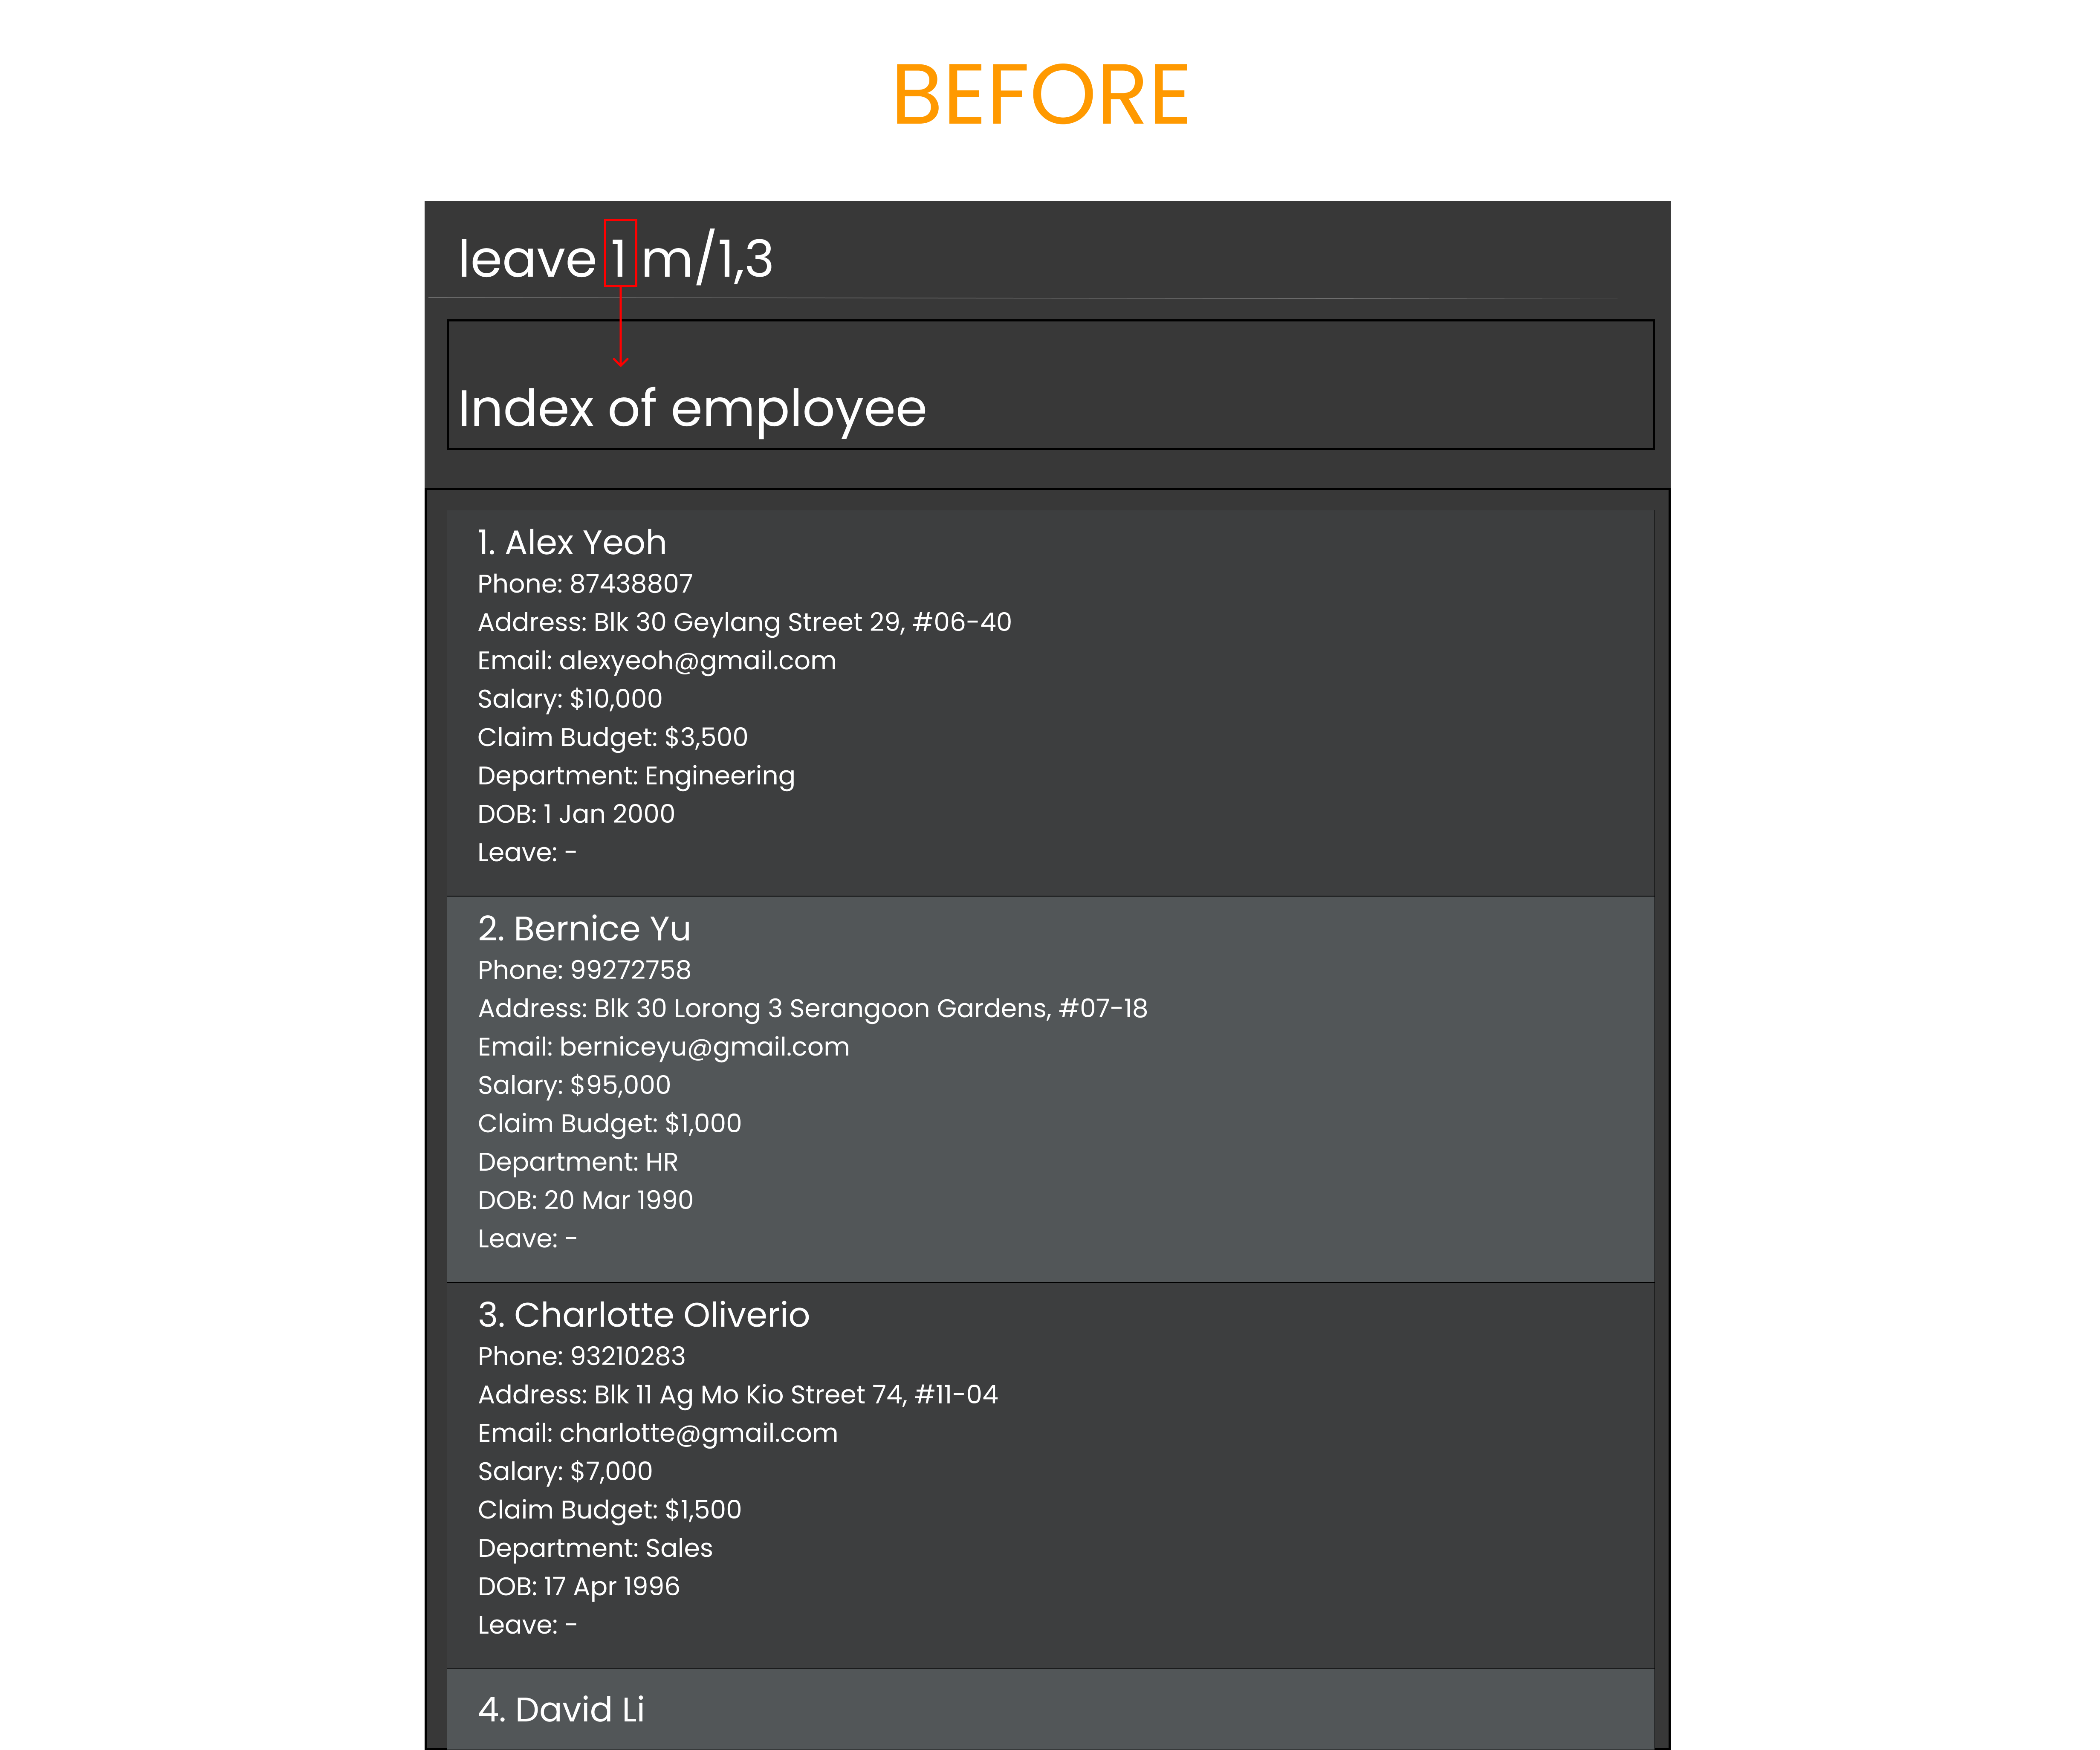 BEFORE
leave 1 m/1,3
Index of employee
1. Alex Yeoh
Phone: 87438807
Address: Blk 30 Geylang Street 29, #06-40
Email: alexyeoh@gmail.com
Salary: $10,000
Claim Budget: $3,500
Department: Engineering
DOB: 1 Jan 2000
Leave: -
2. Bernice Yu
Phone: 99272758
Address: Blk 30 Lorong 3 Serangoon Gardens, #07-18
Email: berniceyu@gmail.com
Salary: $95,000
Claim Budget: $1,000
Department: HR
DOB: 20 Mar 1990
Leave: -
3. Charlotte Oliverio
Phone: 93210283
Address: Blk 11 Ag Mo Kio Street 74, #11-04
Email: charlotte@gmail.com
Salary: $7,000
Claim Budget: $1,500
Department: Sales
DOB: 17 Apr 1996
Leave: -
4. David Li